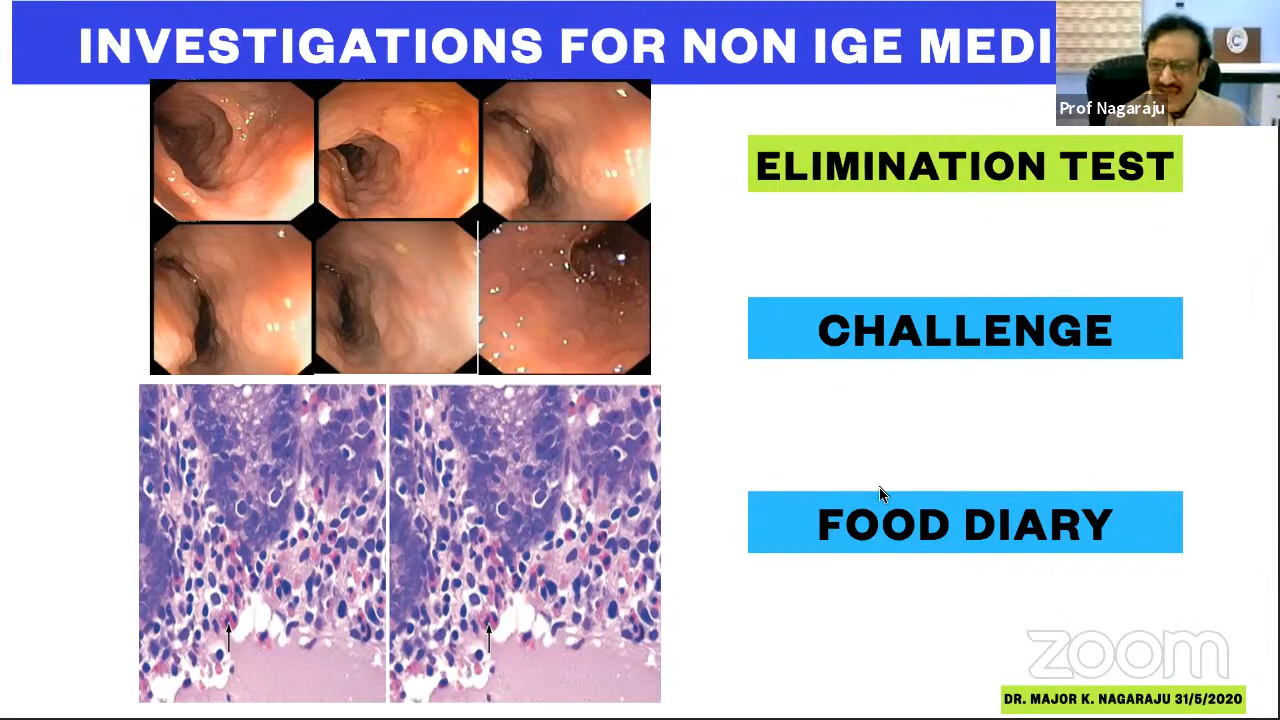 INVESTIGATIONS FOR NON IGE MEDI
Prof Nagaraju
ELIMINATION TEST
CHALLENGE
FOOD DIARY
zoom
DR. MAJOR K. NAGARAJU 31/5/2020